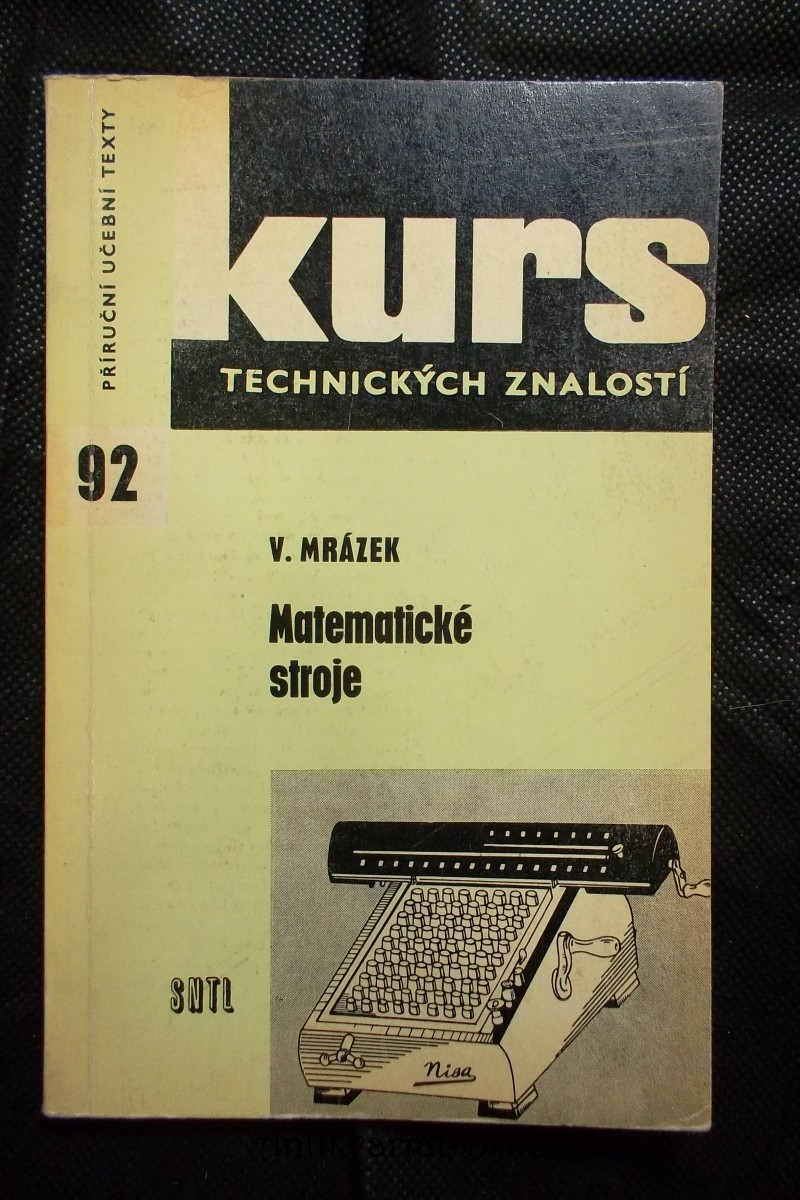 PŘÍRUČNÍ UČEBNÍ TEXTY
kurs
TECHNICKÝCH ZNALOSTÍ
92
V. MRÁZEK
Matematické
stroje
SNTL
Nisa